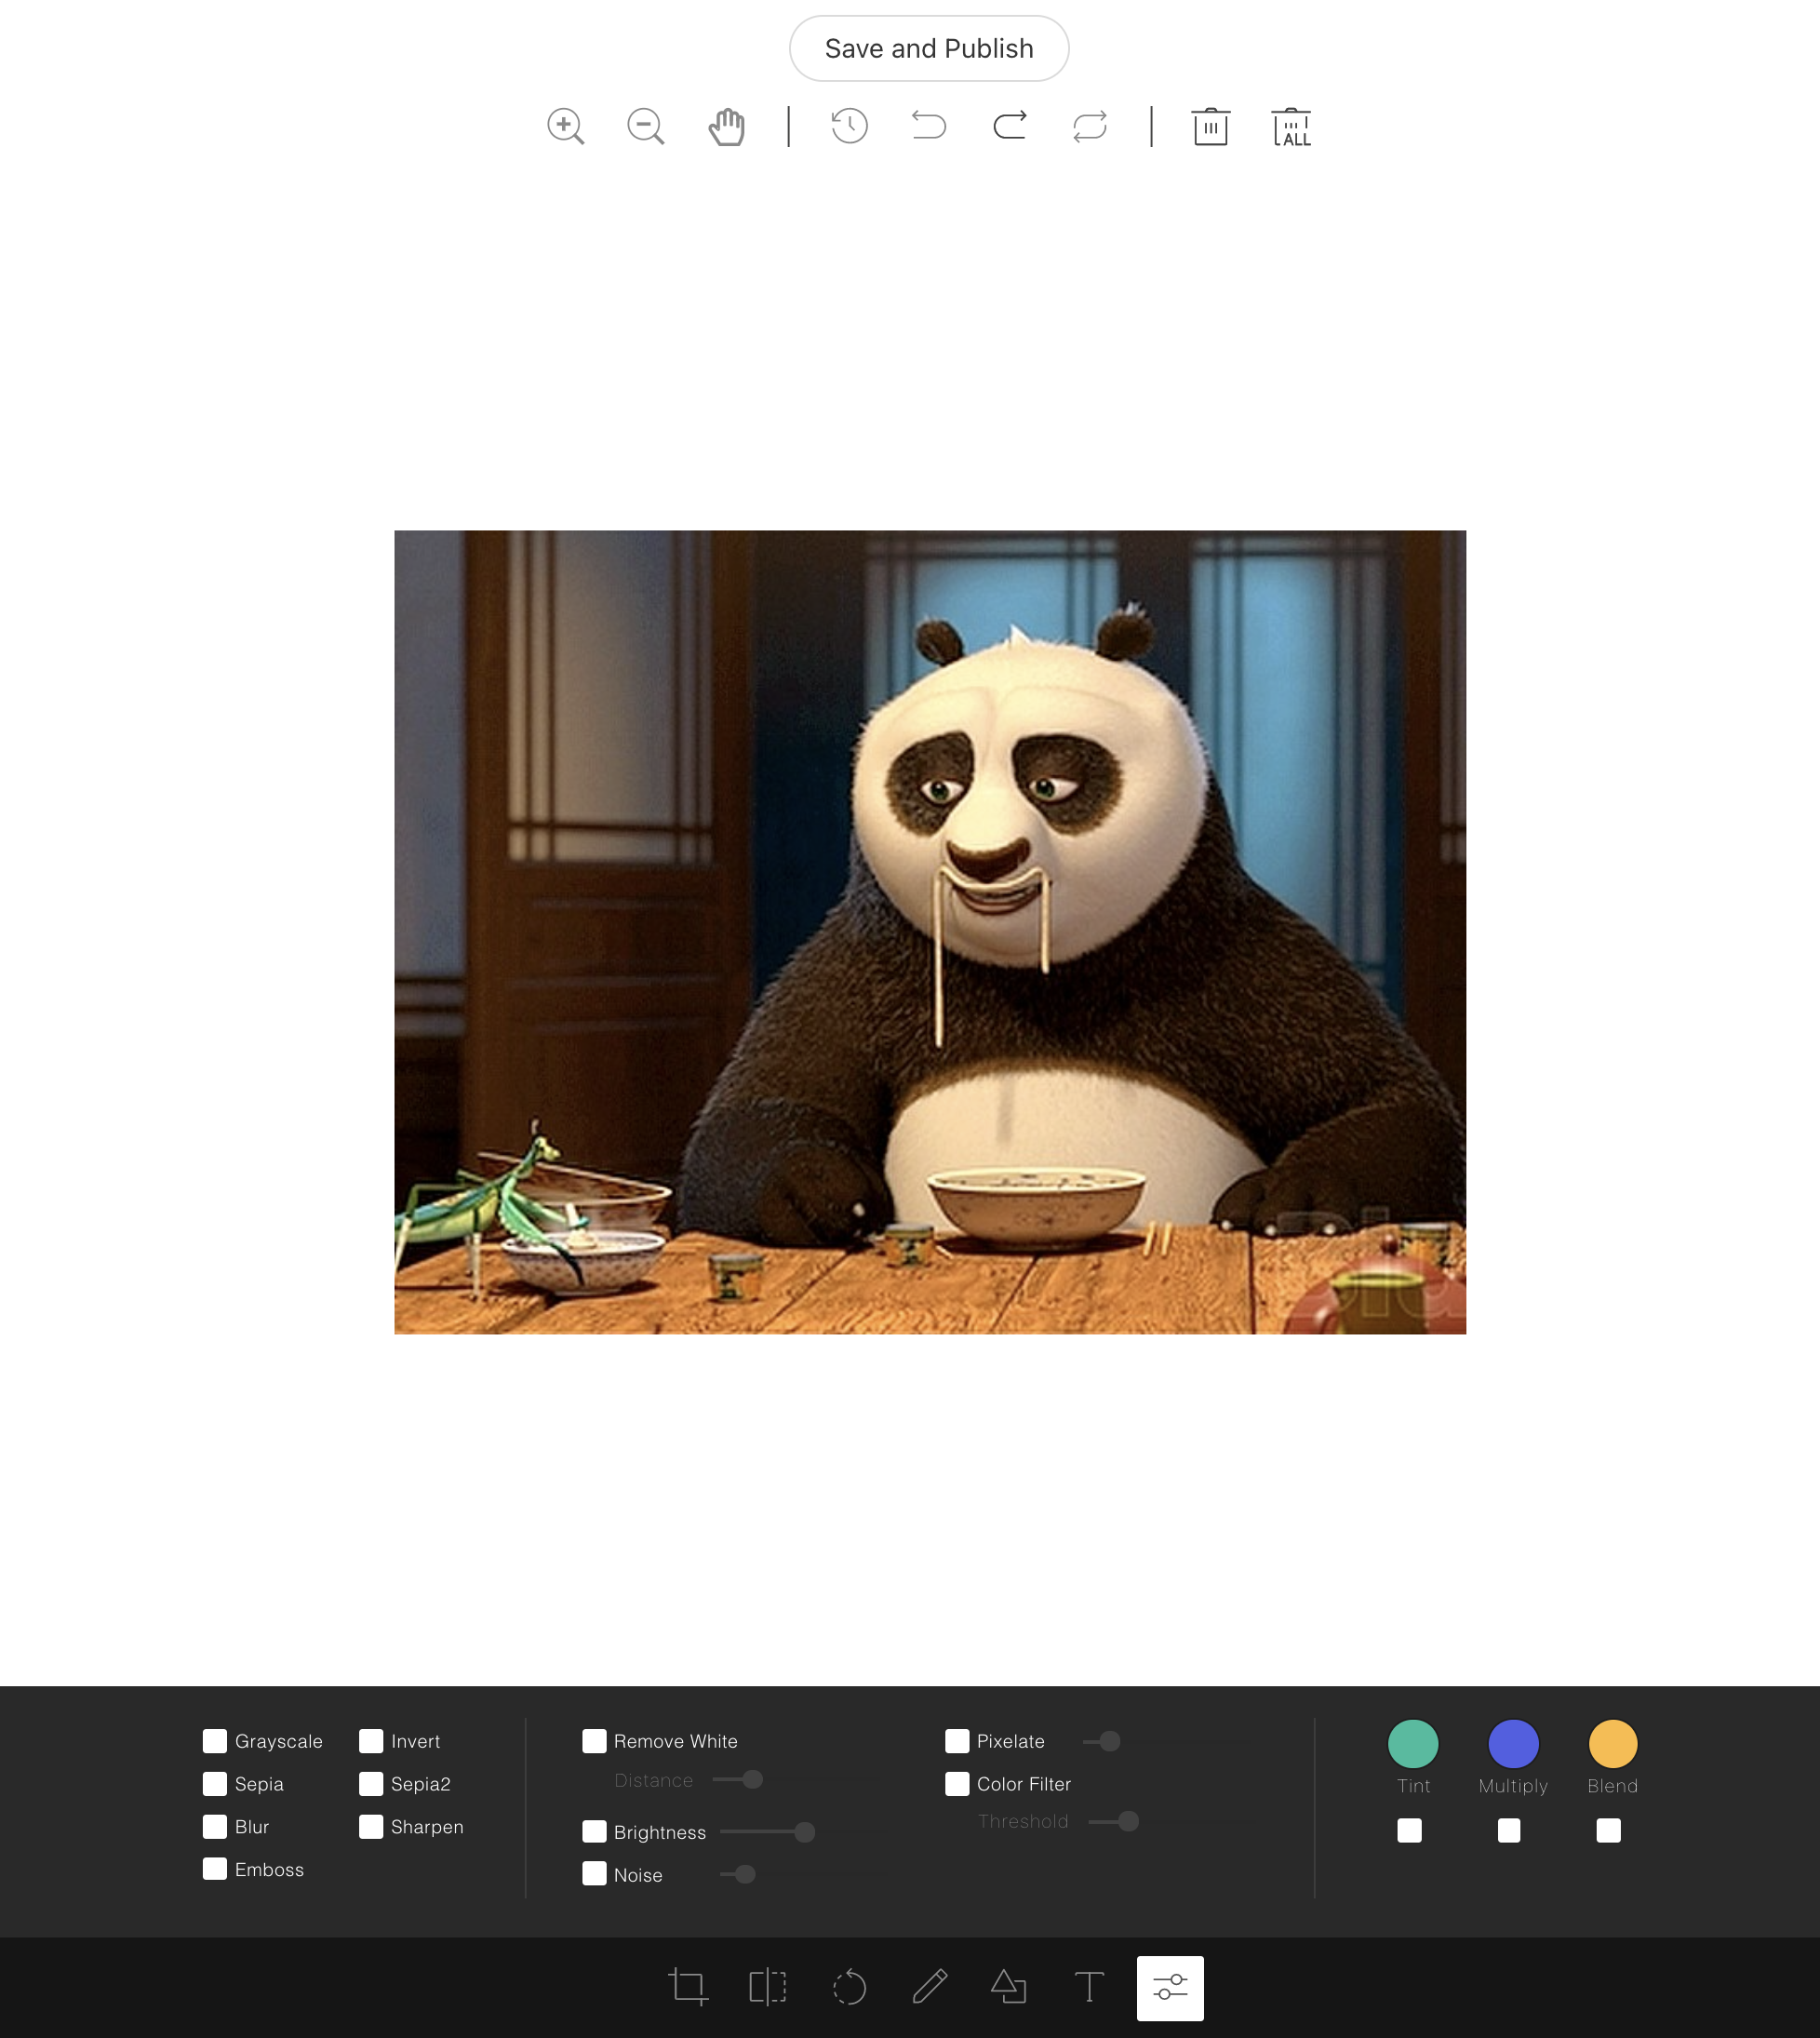 Save and Publish
ALL
Grayscale Invert
Sepia Sepia2
Blur Sharpen
Emboss
Remove White
Distance
Brightness
Noise
Pixelate
Color Filter
Threshold
Tint Multiply Blend